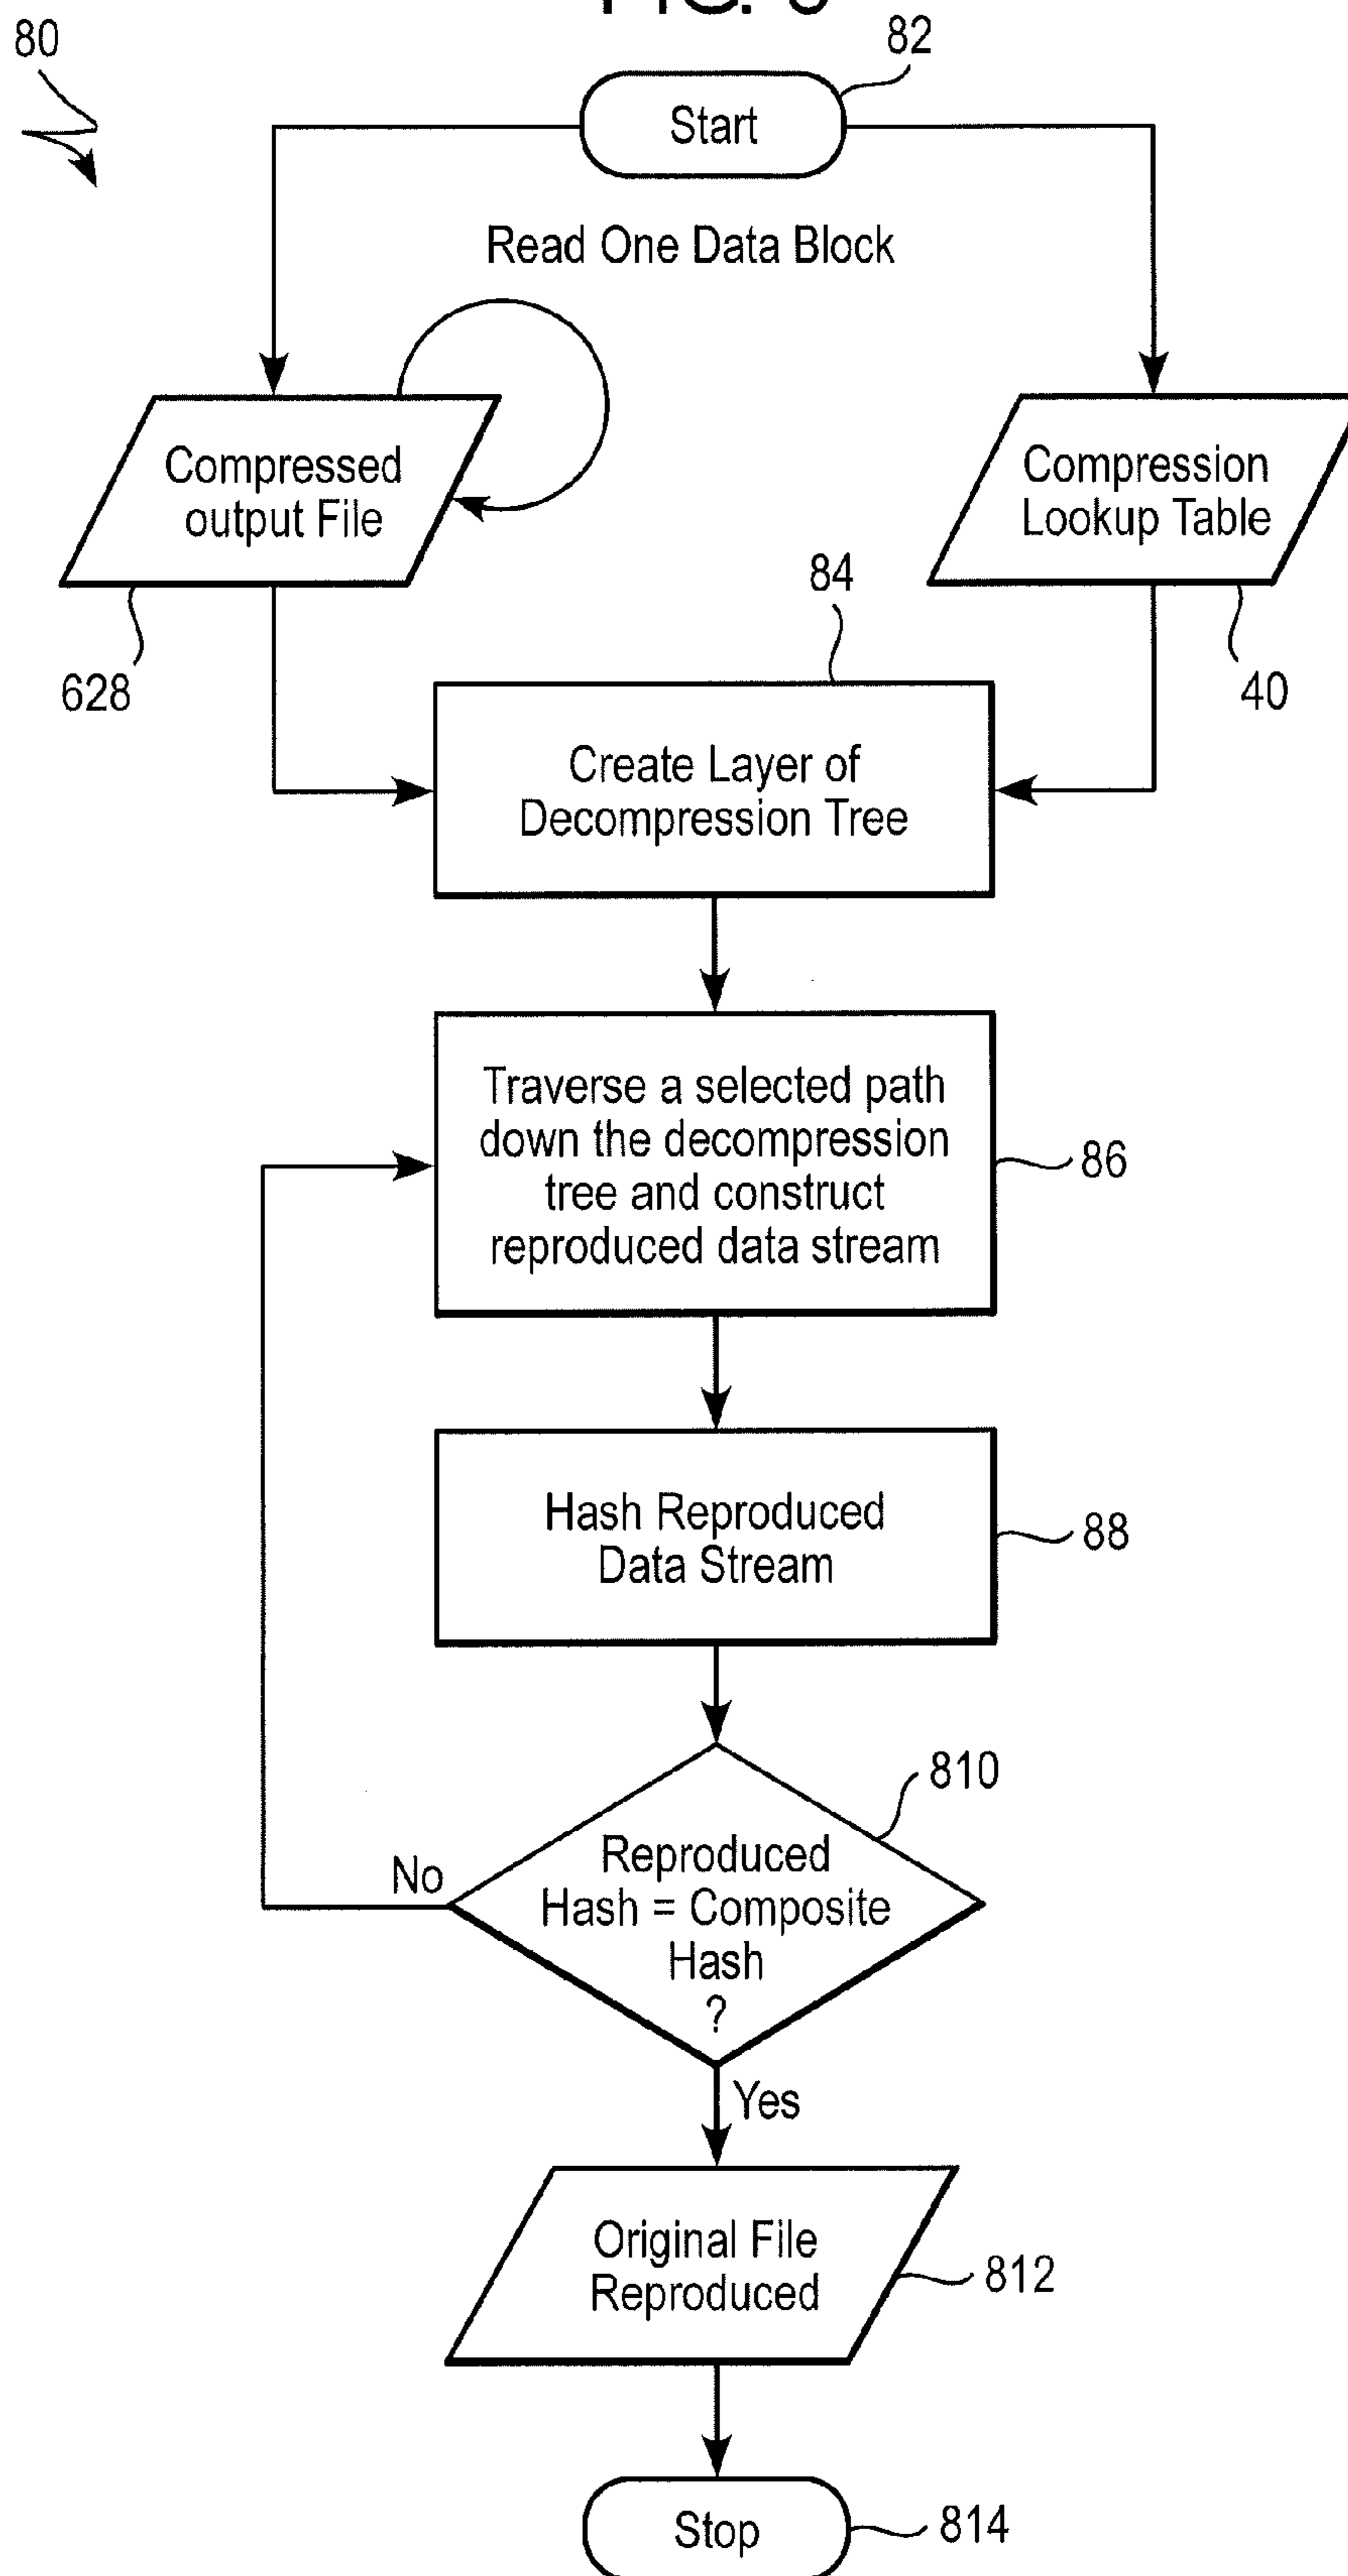 80
82
Start
Read One Data Block
Compressed
output File
Compression
Lookup Table
84
628
40
Create Layer of
Decompression Tree
Traverse a selected path
down the decompression
tree and construct
reproduced data stream
86
Hash Reproduced
Data Stream
88
810
No
Reproduced
Hash = Composite
Hash
?
Yes
Original File
Reproduced
812
Stop
814